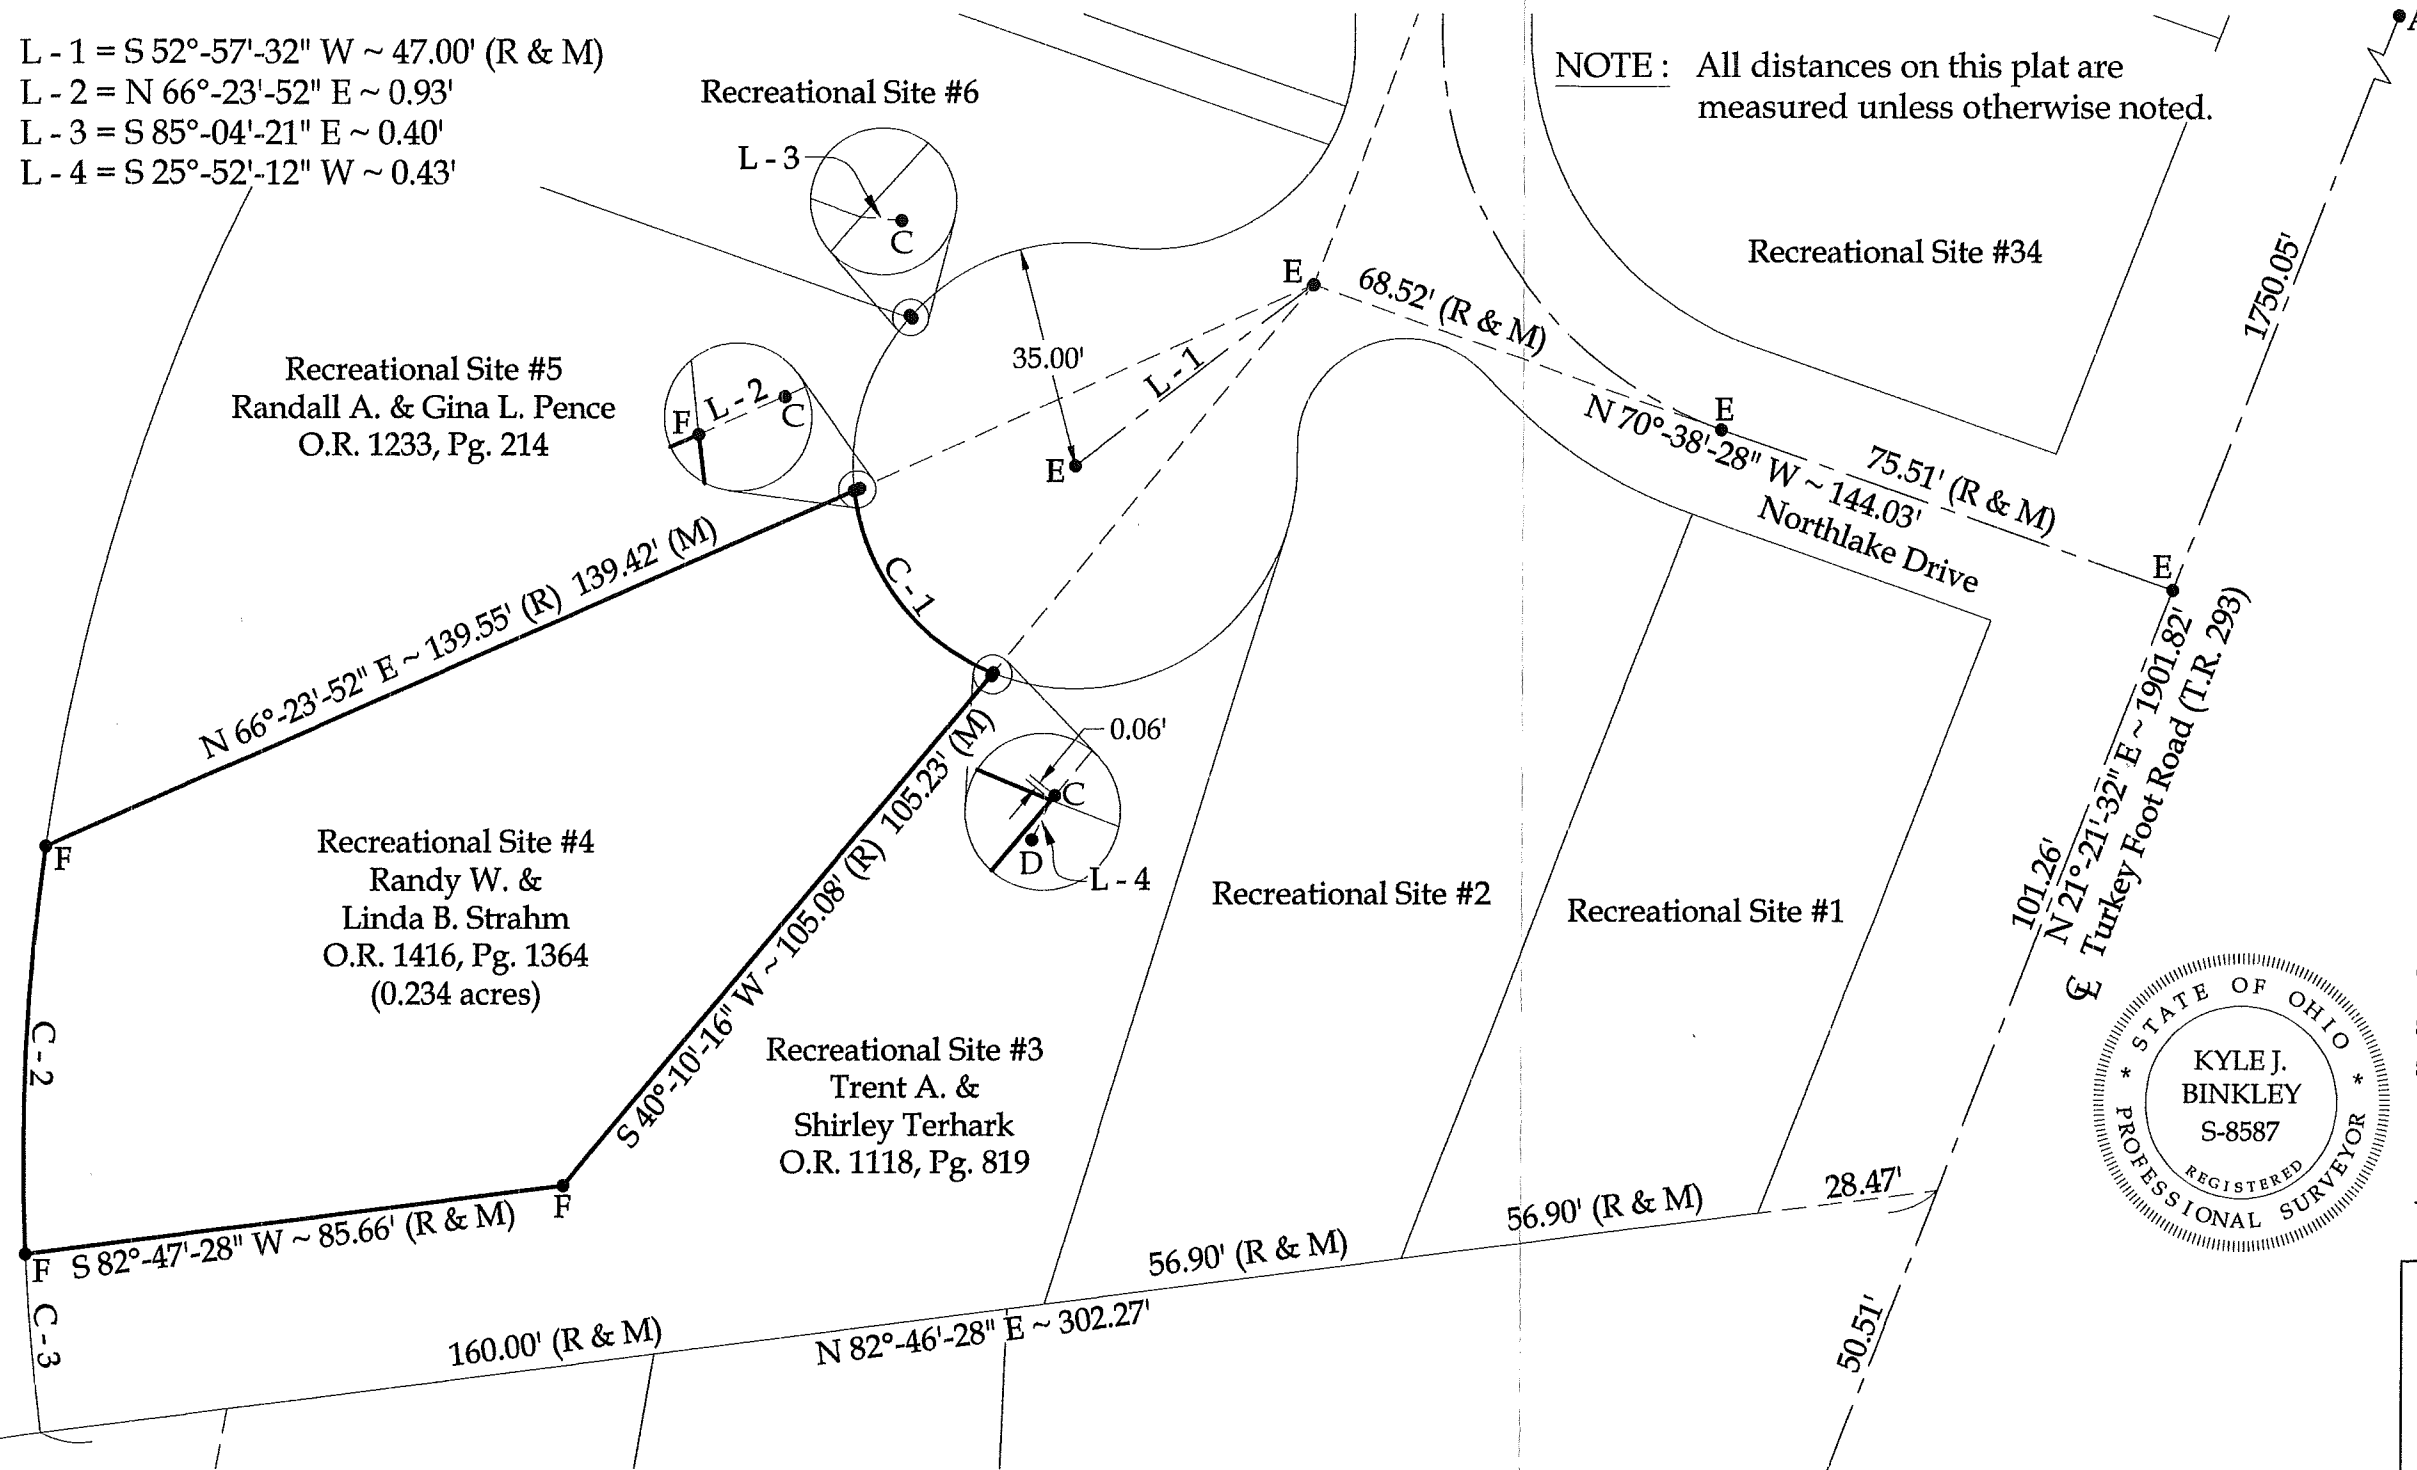 L - 1 = S 52°-57'-32" W ~ 47.00' (R & M)
L - 2 = N 66°-23'-52" E ~ 0.93'
L - 3 = S 85°-04'-21" E ~ 0.40'
L - 4 = S 25°-52'-12" W ~ 0.43'
Recreational Site #6
L - 3
C
NOTE : All distances on this plat are
measured unless otherwise noted.
Recreational Site #34
1750.05'
E
68.52' (R & M)
35.00'
L - 1
E
Recreational Site #5
Randall A. & Gina L. Pence
O.R. 1233, Pg. 214
F
L - 2
C
E
N 70°-38'-28" W ~ 144.03'
75.51' (R & M)
Northlake Drive
E
N 66°-23'-52" E ~ 139.55' (R) 139.42' (M)
C - 1
F
Recreational Site #4
Randy W. &
Linda B. Strahm
O.R. 1416, Pg. 1364
(0.234 acres)
S 40°-10'-16" W ~ 105.08' (R) 105.23' (M)
0.06'
C
D
L - 4
Recreational Site #2
Recreational Site #1
101.26'
N 21°-21'-32" E ~ 1901.82'
℄ Turkey Foot Road (T.R. 293)
C - 2
Recreational Site #3
Trent A. &
Shirley Terhark
O.R. 1118, Pg. 819
STATE OF OHIO
KYLE J.
BINKLEY
S-8587
REGISTERED
* PROFESSIONAL SURVEYOR *
F
F
S 82°-47'-28" W ~ 85.66' (R & M)
C - 3
160.00' (R & M)
56.90' (R & M)
56.90' (R & M)
28.47'
N 82°-46'-28" E ~ 302.27'
50.51'